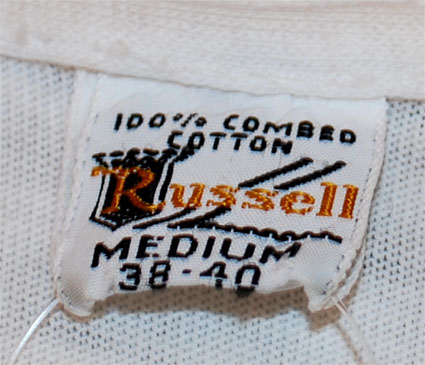 100% COMBED
COTTON
Russell
MEDIUM
38-40